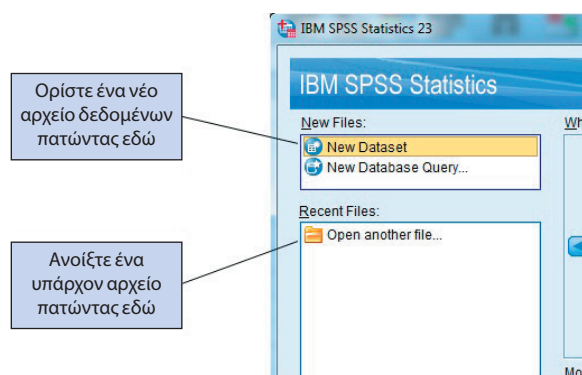 IBM SPSS Statistics 23
IBM SPSS Statistics
Ορίστε ένα νέο
αρχείο δεδομένων
πατώντας εδώ
New Files:
New Dataset
New Database Query...
Recent Files:
Open another file...
Ανοίξτε ένα
υπάρχον αρχείο
πατώντας εδώ